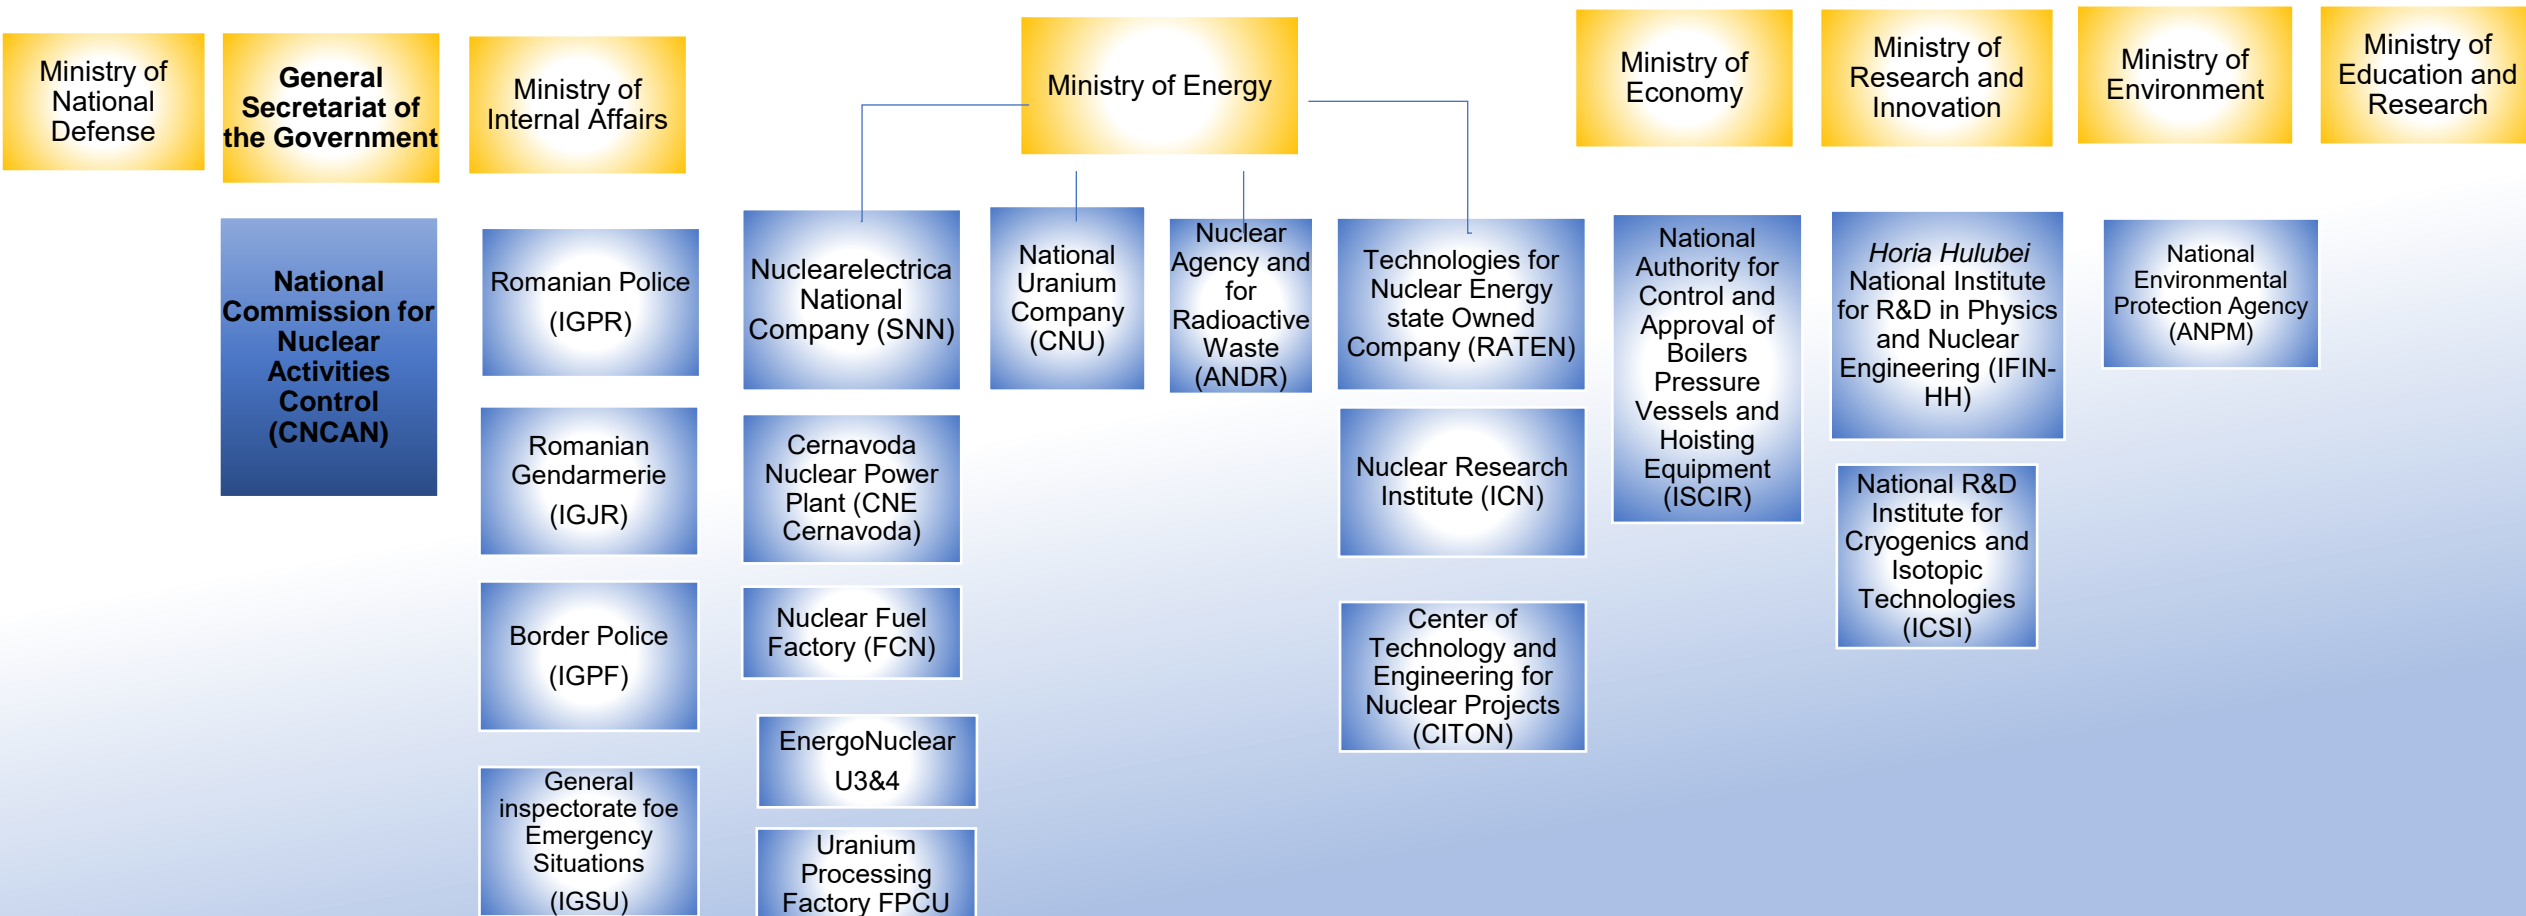 Ministry of
National
Defense
General
Secretariat of
the Government
Ministry of
Internal Affairs
Ministry of Energy
Ministry of
Economy
Ministry of
Research and
Innovation
Ministry of
Environment
Ministry of
Education and
Research
National
Commission for
Nuclear
Activities
Control
(CNCAN)
Romanian Police
(IGPR)
Romanian
Gendarmerie
(IGJR)
Border Police
(IGPF)
General
inspectorate foe
Emergency
Situations
(IGSU)
Nuclearelectrica
National
Company (SNN)
Cernavoda
Nuclear Power
Plant (CNE
Cernavoda)
Nuclear Fuel
Factory (FCN)
EnergoNuclear
U3&4
Uranium
Processing
Factory FPCU
National
Uranium
Company
(CNU)
Nuclear
Agency and
for
Radioactive
Waste
(ANDR)
Technologies for
Nuclear Energy
state Owned
Company (RATEN)
Nuclear Research
Institute (ICN)
Center of
Technology and
Engineering for
Nuclear Projects
(CITON)
National
Authority for
Control and
Approval of
Boilers
Pressure
Vessels and
Hoisting
Equipment
(ISCIR)
Horia Hulubei
National Institute
for R&D in Physics
and Nuclear
Engineering (IFIN-
HH)
National R&D
Institute for
Cryogenics and
Isotopic
Technologies
(ICSI)
National
Environmental
Protection Agency
(ANPM)